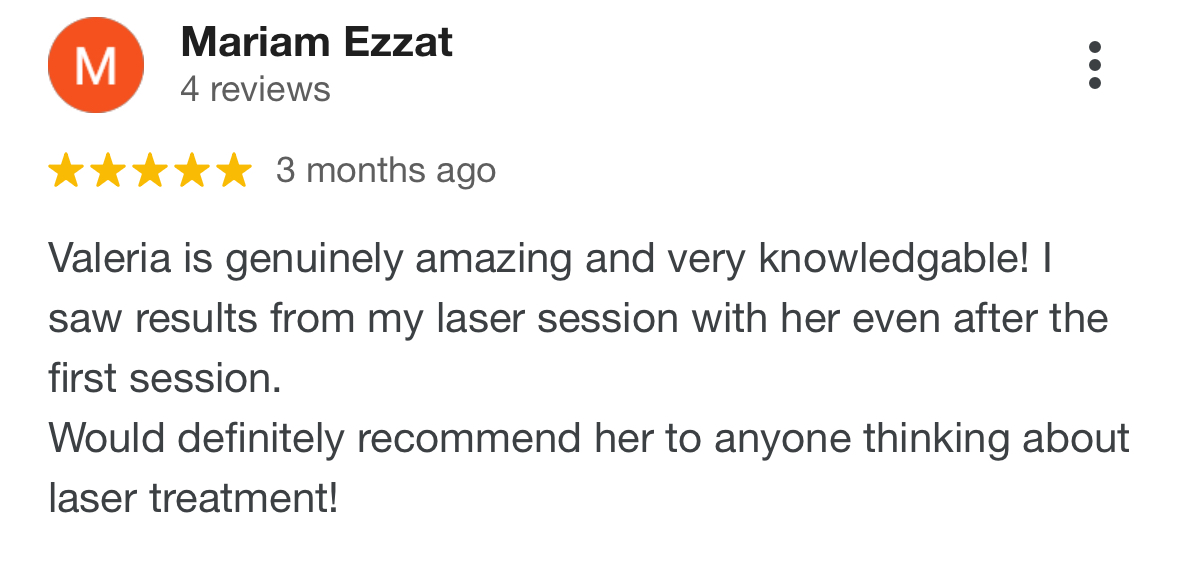 M
Mariam Ezzat
4 reviews
3 months ago
Valeria is genuinely amazing and very knowledgable! I
saw results from my laser session with her even after the
first session.
Would definitely recommend her to anyone thinking about
laser treatment!